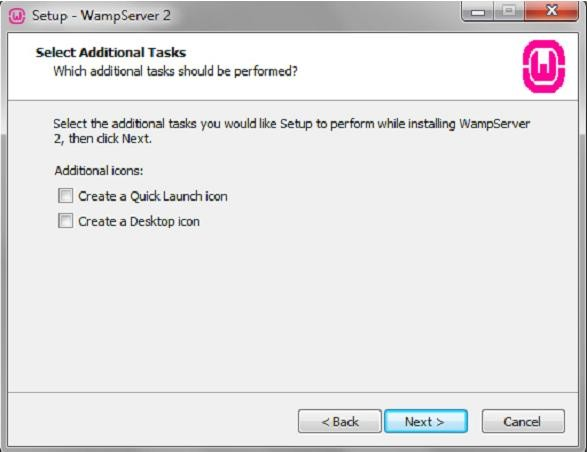 Setup - WampServer 2
Select Additional Tasks
Which additional tasks should be performed?
Select the additional tasks you would like Setup to perform while installing WampServer
2, then click Next.
Additional icons:
Create a Quick Launch icon
Create a Desktop icon
< Back Next > Cancel